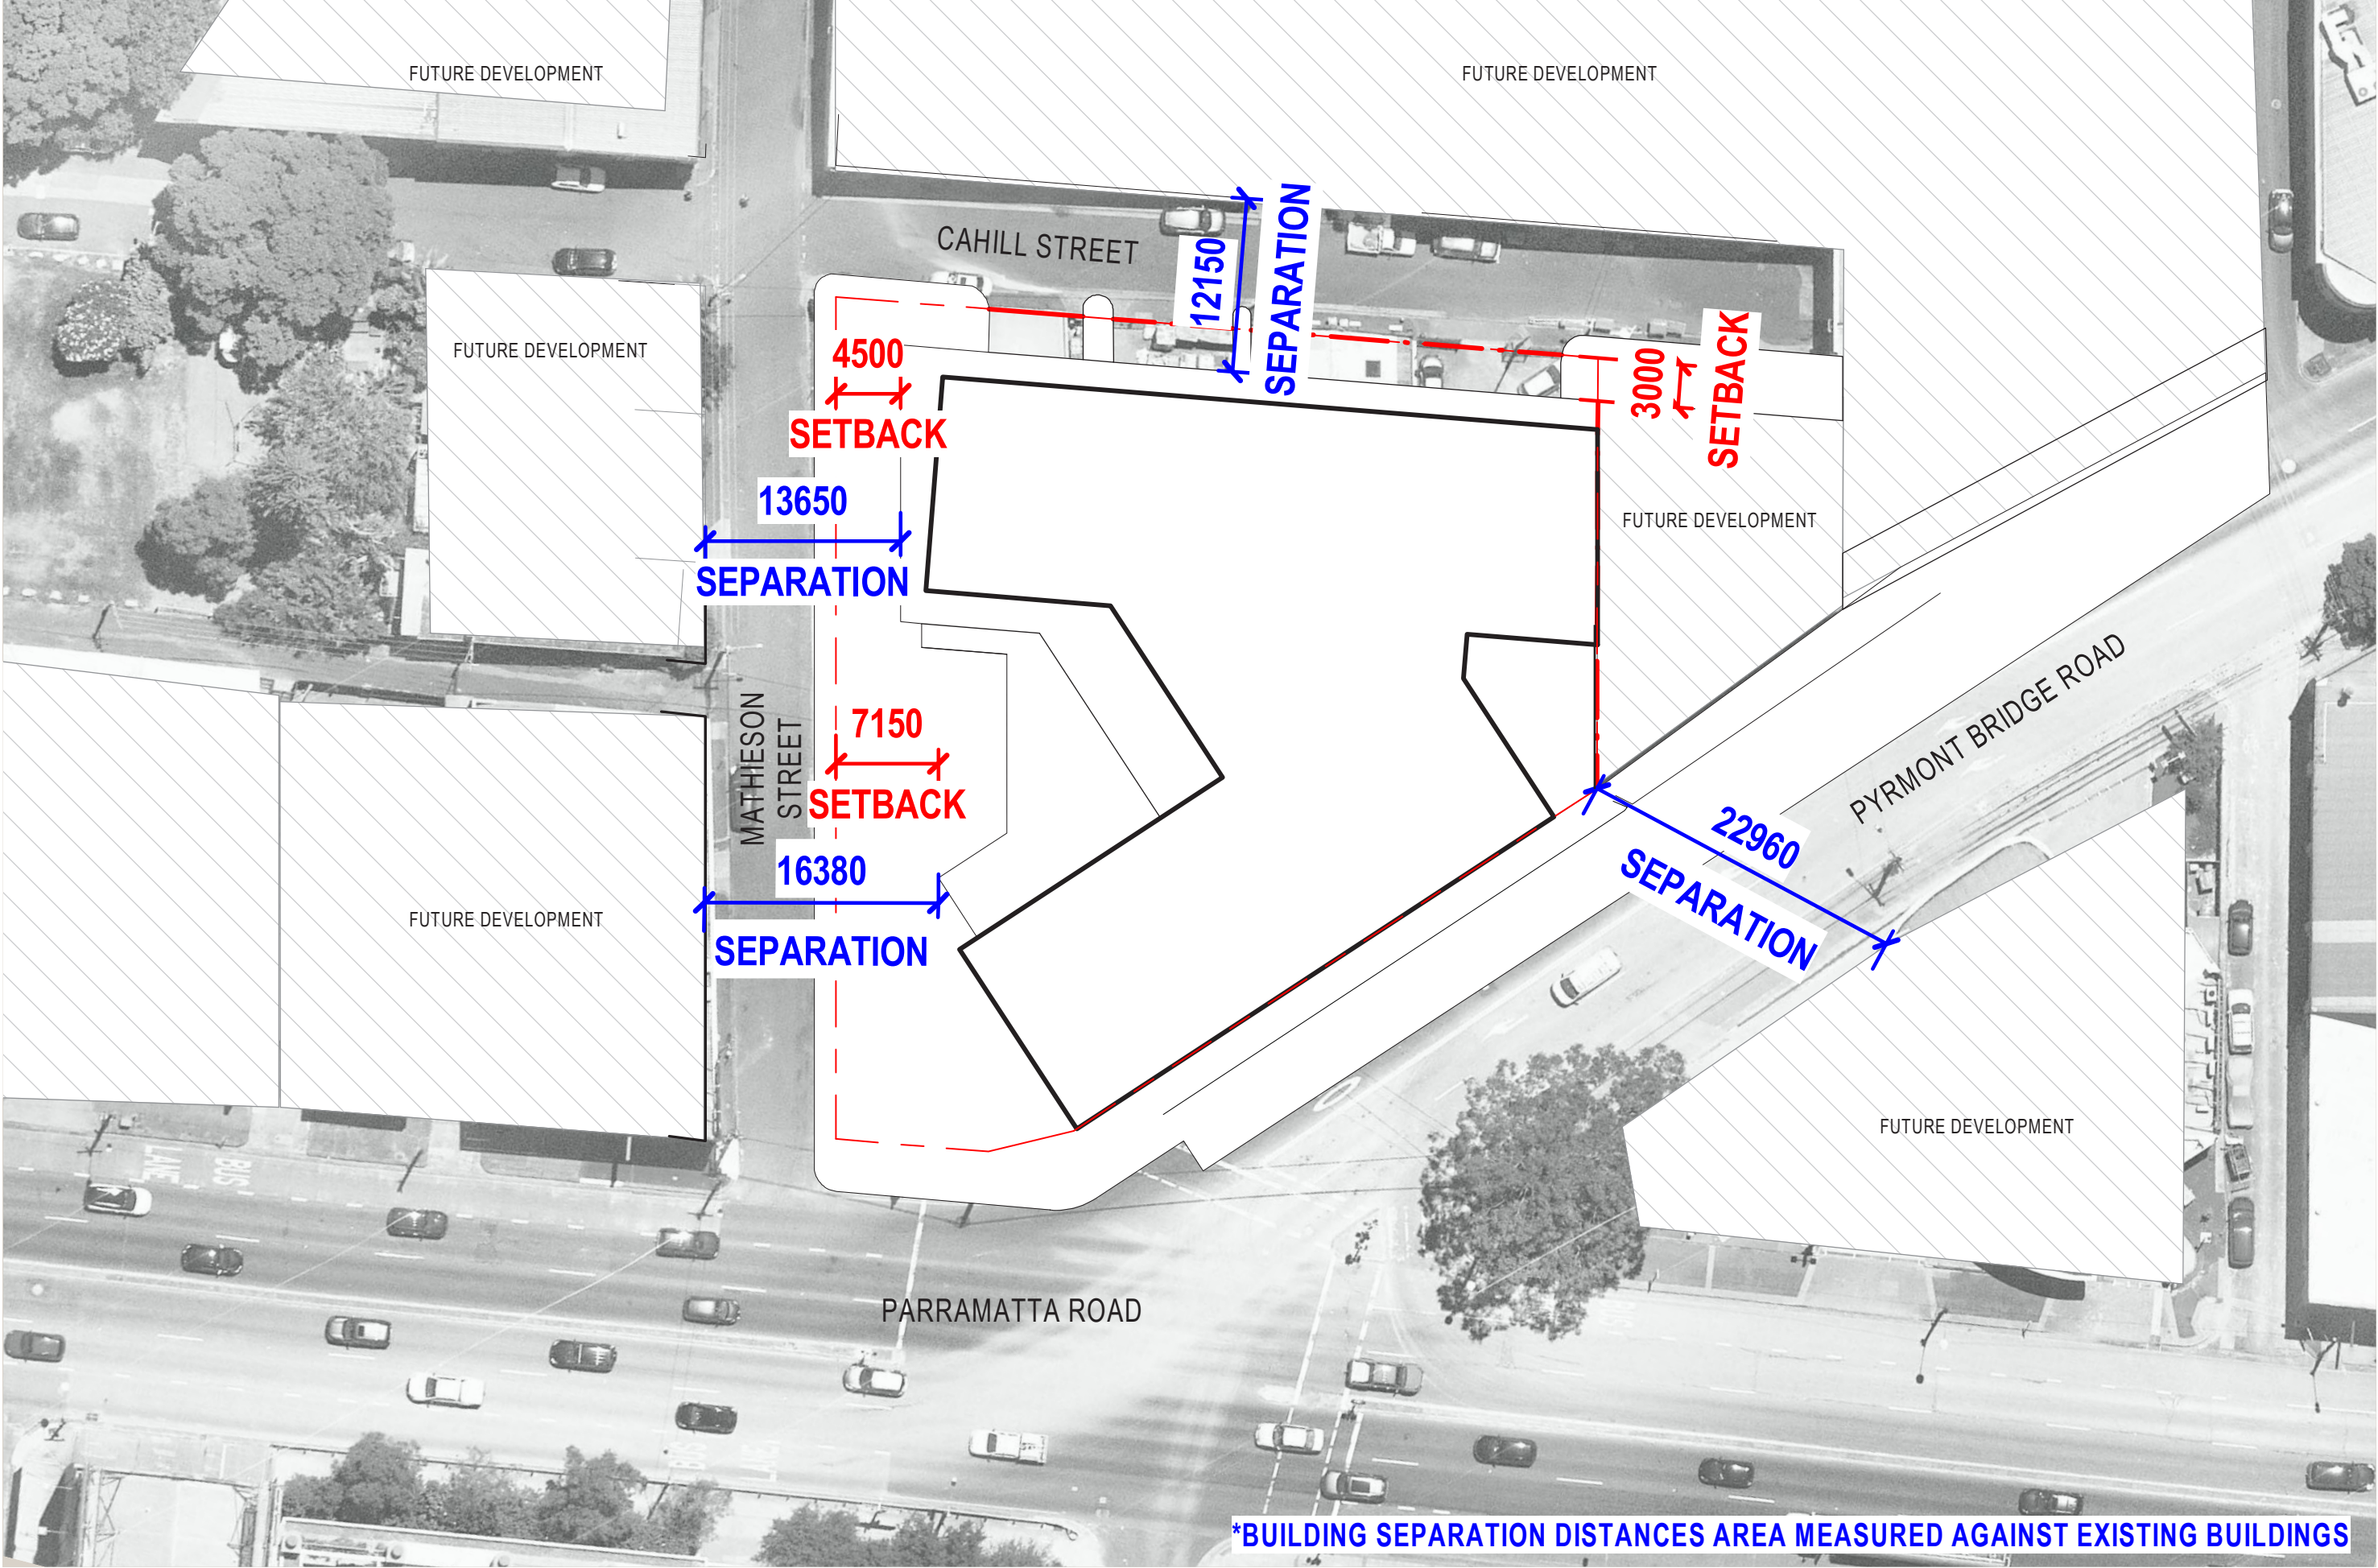 FUTURE DEVELOPMENT
FUTURE DEVELOPMENT
CAHILL STREET
12150
SEPARATION
FUTURE DEVELOPMENT
4500
SETBACK
3000
SETBACK
13650
SEPARATION
FUTURE DEVELOPMENT
MATHIESON
STREET
7150
SETBACK
PYRMONT BRIDGE ROAD
22960
SEPARATION
16380
SEPARATION
FUTURE DEVELOPMENT
FUTURE DEVELOPMENT
BUS
LANE
PARRAMATTA ROAD
*BUILDING SEPARATION DISTANCES AREA MEASURED AGAINST EXISTING BUILDINGS